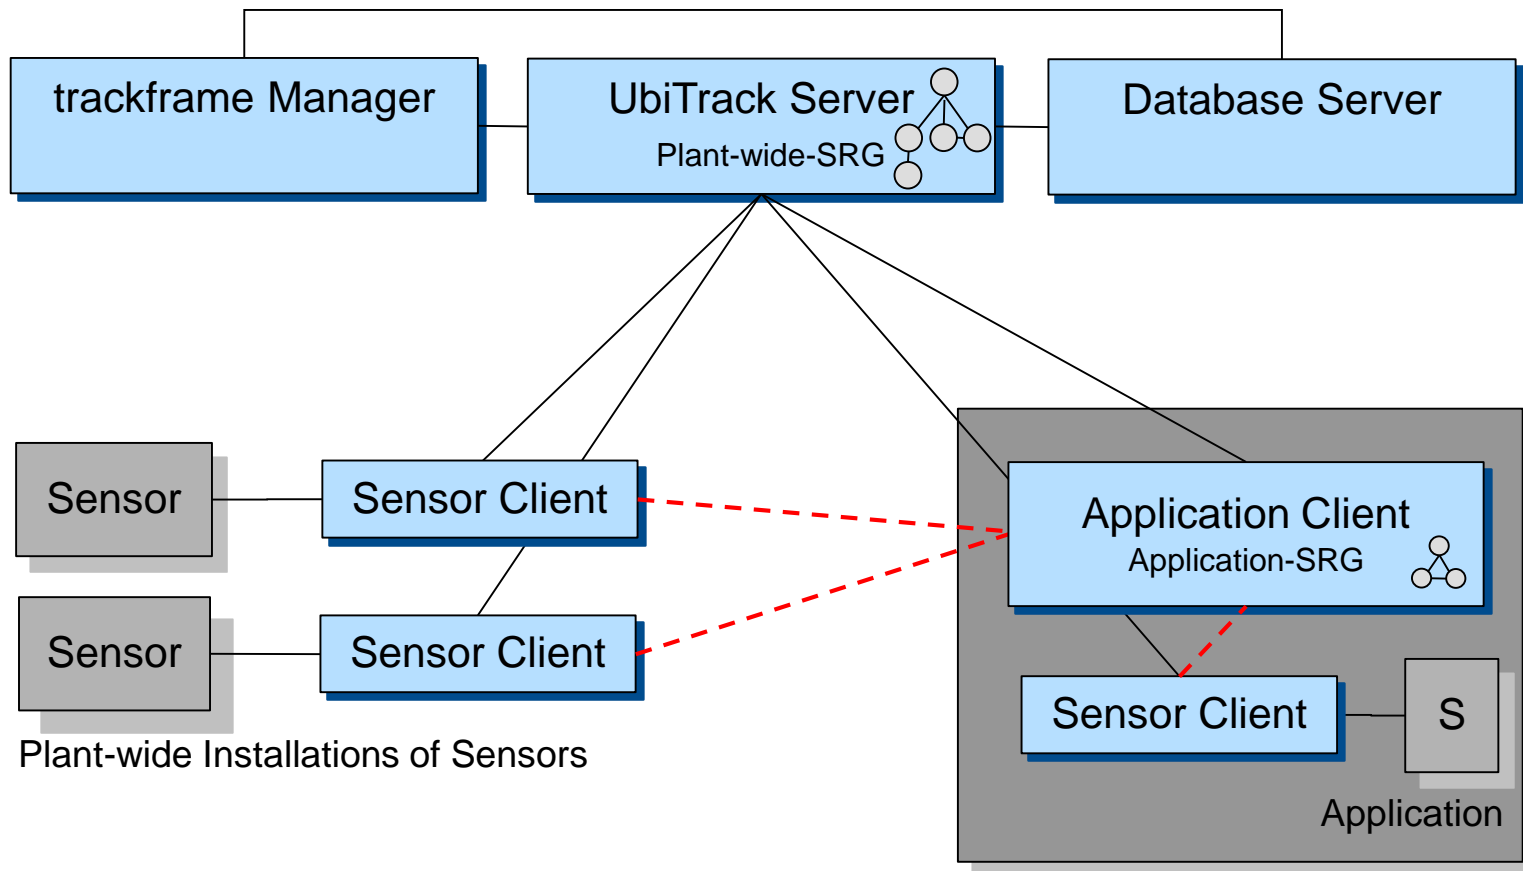 trackframe Manager
UbiTrack Server
Plant-wide-SRG
Database Server
Sensor
Sensor Client
Application Client
Application-SRG
Sensor
Sensor Client
Sensor Client
S
Plant-wide Installations of Sensors
Application